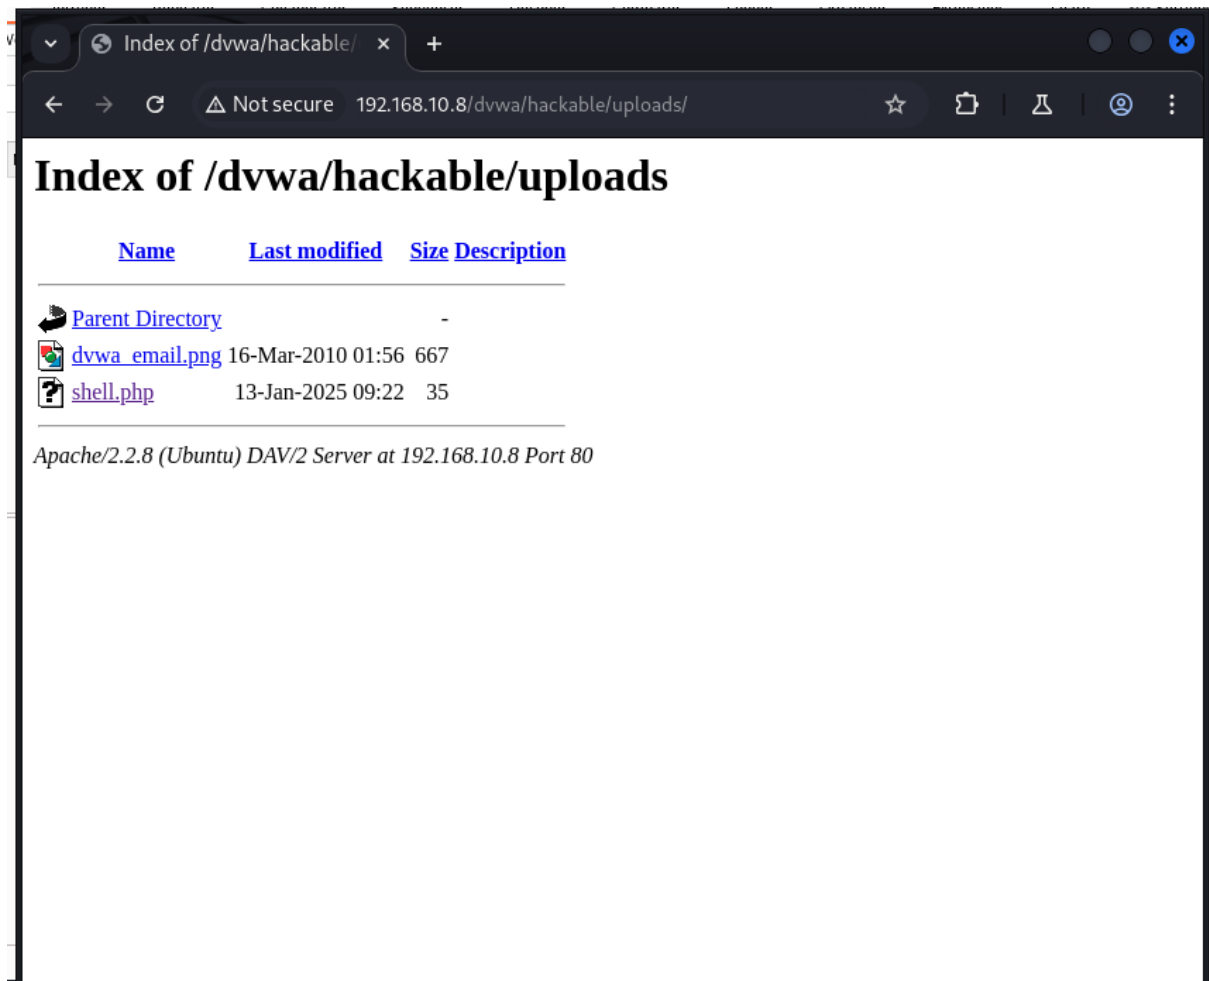 Index of /dvwa/hackable/
Not secure 192.168.10.8/dvwa/hackable/uploads/
Index of /dvwa/hackable/uploads
Name Last modified Size Description
Parent Directory -
dvwa_email.png 16-Mar-2010 01:56 667
shell.php 13-Jan-2025 09:22 35
Apache/2.2.8 (Ubuntu) DAV/2 Server at 192.168.10.8 Port 80